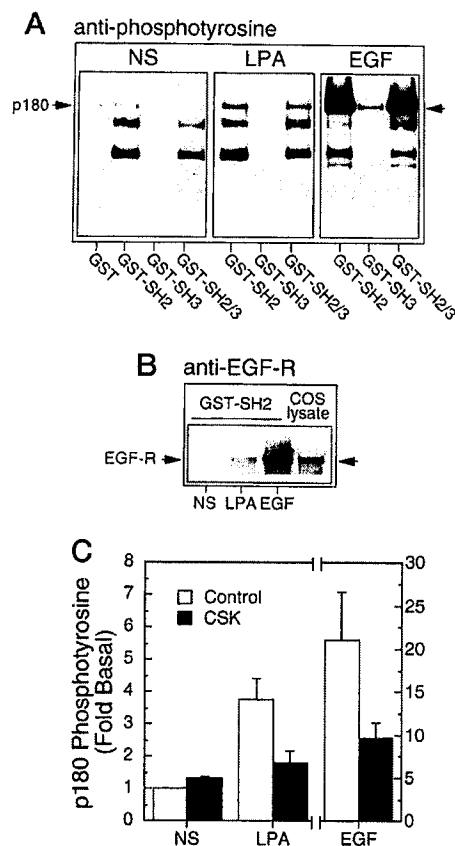 A anti-phosphotyrosine
NS LPA EGF
p180
GST GST-SH2 GST-SH3 GST-SH2/3 GST-SH2 GST-SH3 GST-SH2/3 GST-SH2 GST-SH3 GST-SH2/3
B anti-EGF-R
GST-SH2 COS
lysate
EGF-R
NS LPA EGF
C
p180 Phosphotyrosine
(Fold Basal)
8
7
6
5
4
3
2
1
0
Control
CSK
30
25
20
15
10
5
0
NS LPA EGF